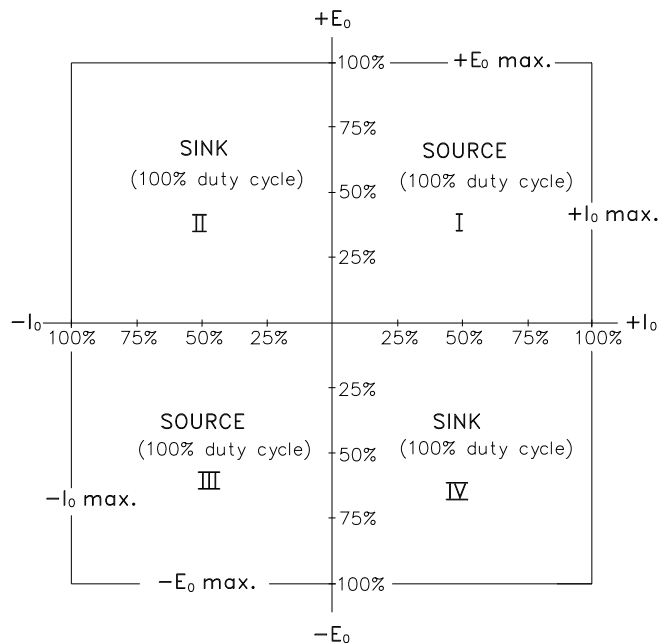 +E₀
100%
+E₀ max.
75%
SINK
(100% duty cycle)
II
SOURCE
(100% duty cycle)
I
50%
+I₀ max.
25%
−I₀
100% 75% 50% 25%
25% 50% 75% 100%
+I₀
25%
SOURCE
(100% duty cycle)
III
SINK
(100% duty cycle)
IV
50%
−I₀ max.
75%
−E₀ max.
100%
−E₀